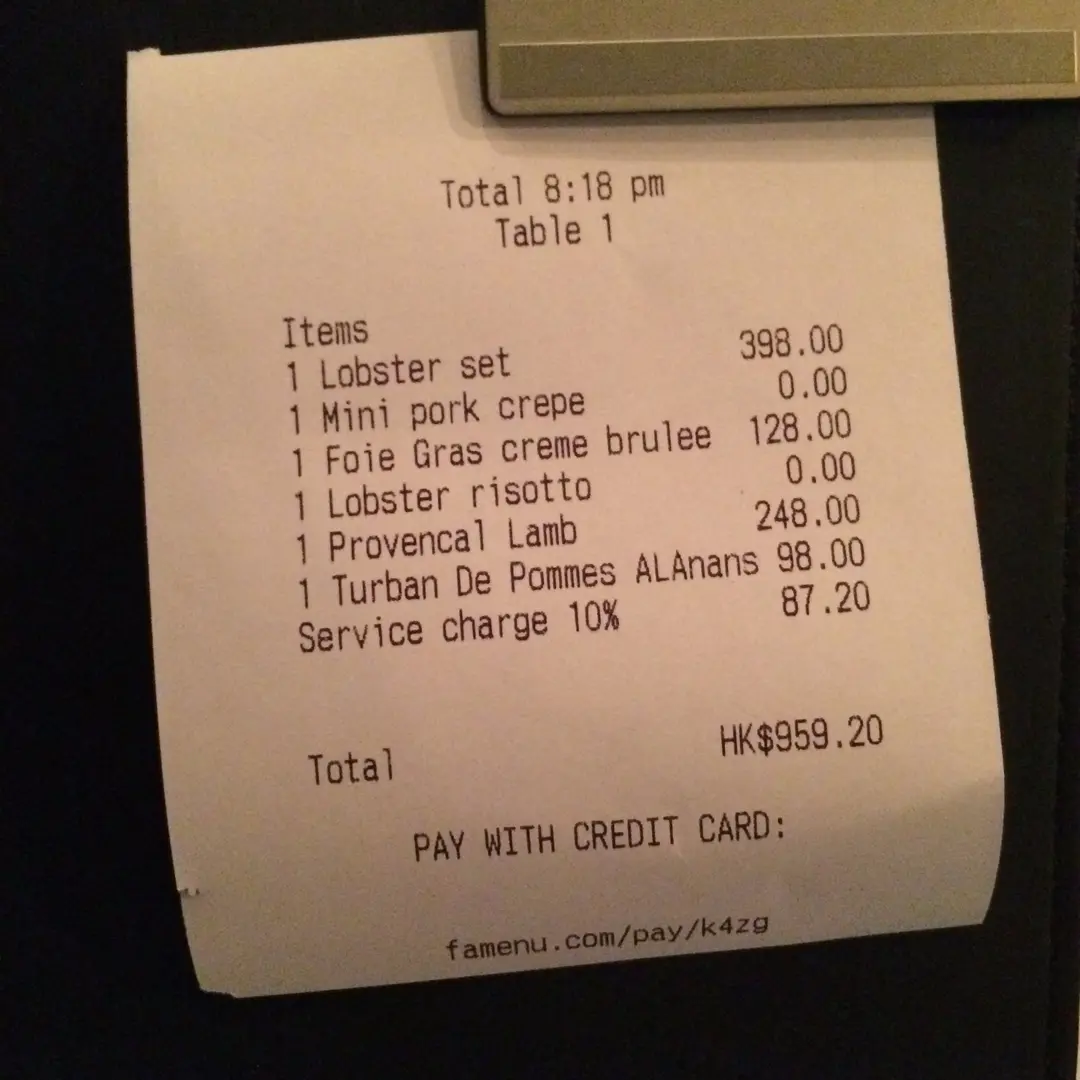 Total 8:18 pm
Table 1
Items
1 Lobster set 398.00
1 Mini pork crepe 0.00
1 Foie Gras creme brulee 128.00
1 Lobster risotto 0.00
1 Provencal Lamb 248.00
1 Turban De Pommes ALAnans 98.00
Service charge 10% 87.20
Total HK$959.20
PAY WITH CREDIT CARD:
famenu.com/pay/k4zg